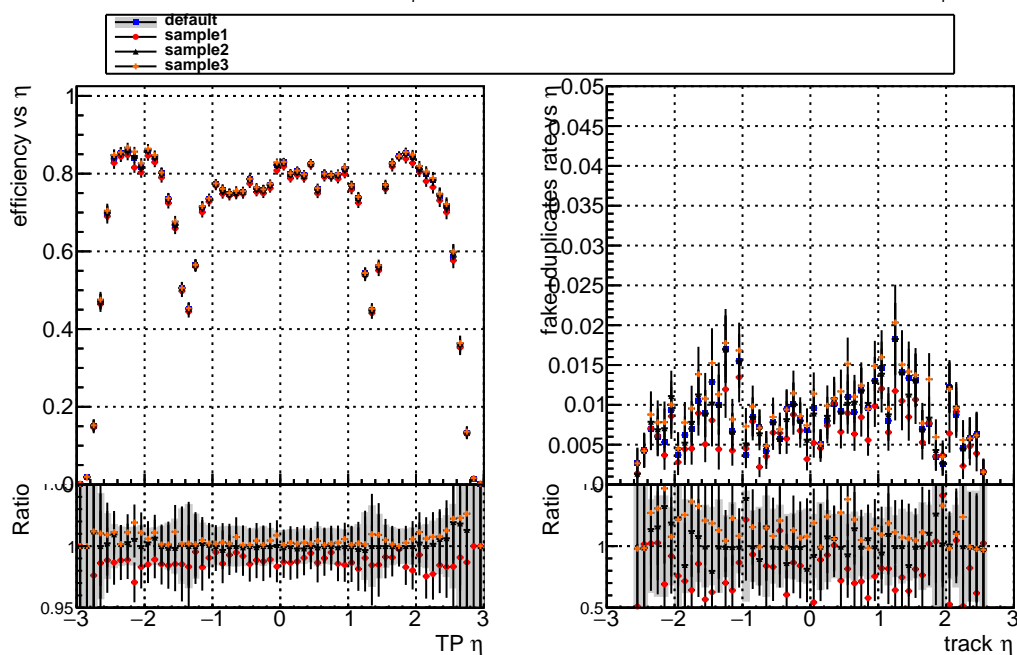 default
sample1
sample2
sample3
efficiency vs η
1
0.8
0.6
0.4
0.2
0
Ratio
1
0.95
−3 −2 −1 0 1 2 3
TP η
fake+duplicates rate vs η
0.05
0.045
0.04
0.035
0.03
0.025
0.02
0.015
0.01
0.005
0
Ratio
1
0.5
−3 −2 −1 0 1 2 3
track η